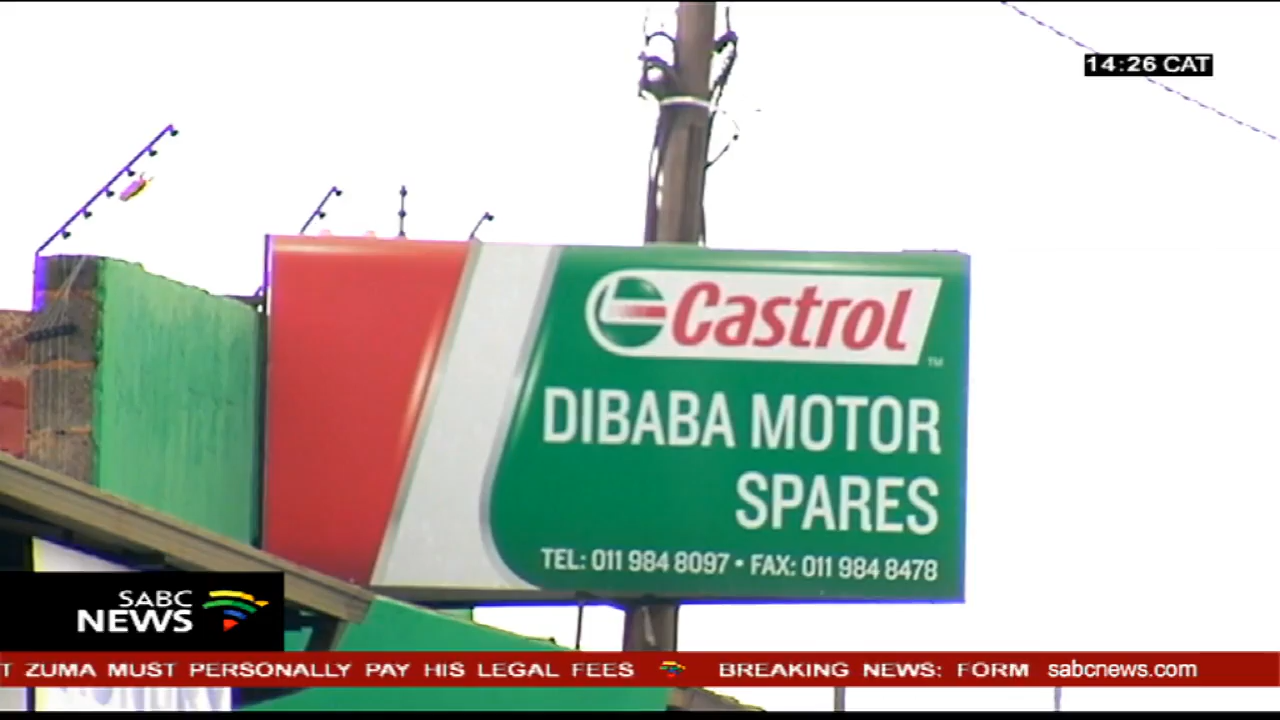 14:26 CAT
Castrol
TM
DIBABA MOTOR
SPARES
TEL: 011 984 8097 • FAX: 011 984 8478
SABC
NEWS
T ZUMA MUST PERSONALLY PAY HIS LEGAL FEES BREAKING NEWS: FORM sabcnews.com